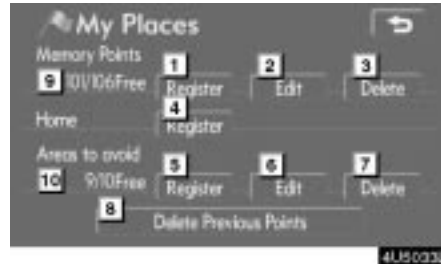 My Places
Memory Points
1 2 3
9 101/106Free Register Edit Delete
4
Home Register
Areas to avoid
5 6 7
10 9/10Free Register Edit Delete
8
Delete Previous Points